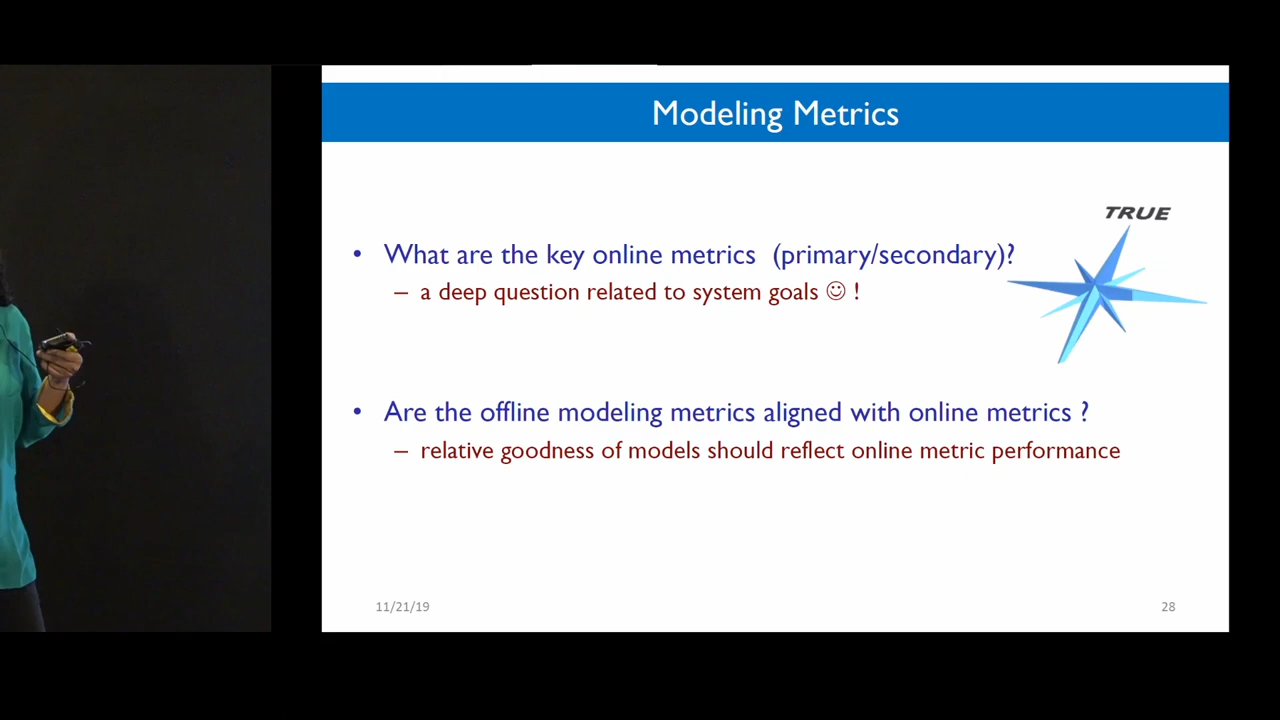 Modeling Metrics
TRUE
• What are the key online metrics (primary/secondary)?
– a deep question related to system goals ☺ !
• Are the offline modeling metrics aligned with online metrics ?
– relative goodness of models should reflect online metric performance
11/21/19
28